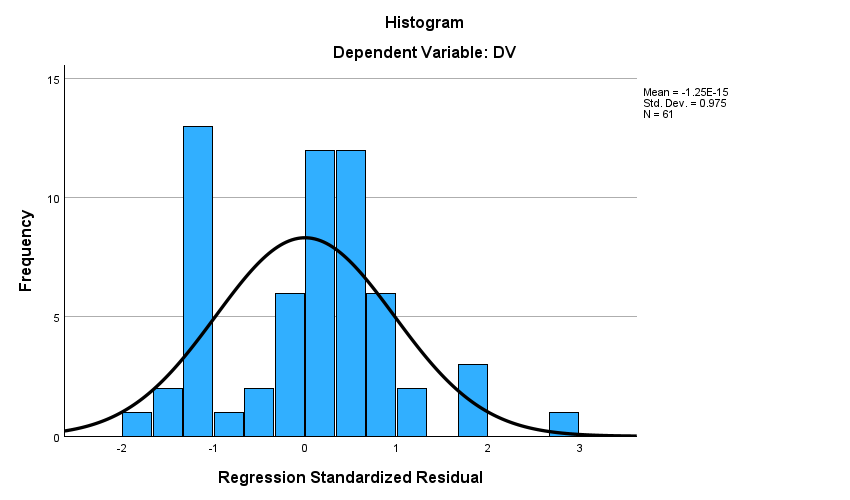 Histogram
Dependent Variable: DV
Mean = -1.25E-15
Std. Dev. = 0.975
N = 61
Frequency
15
10
5
0
-2 -1 0 1 2 3
Regression Standardized Residual